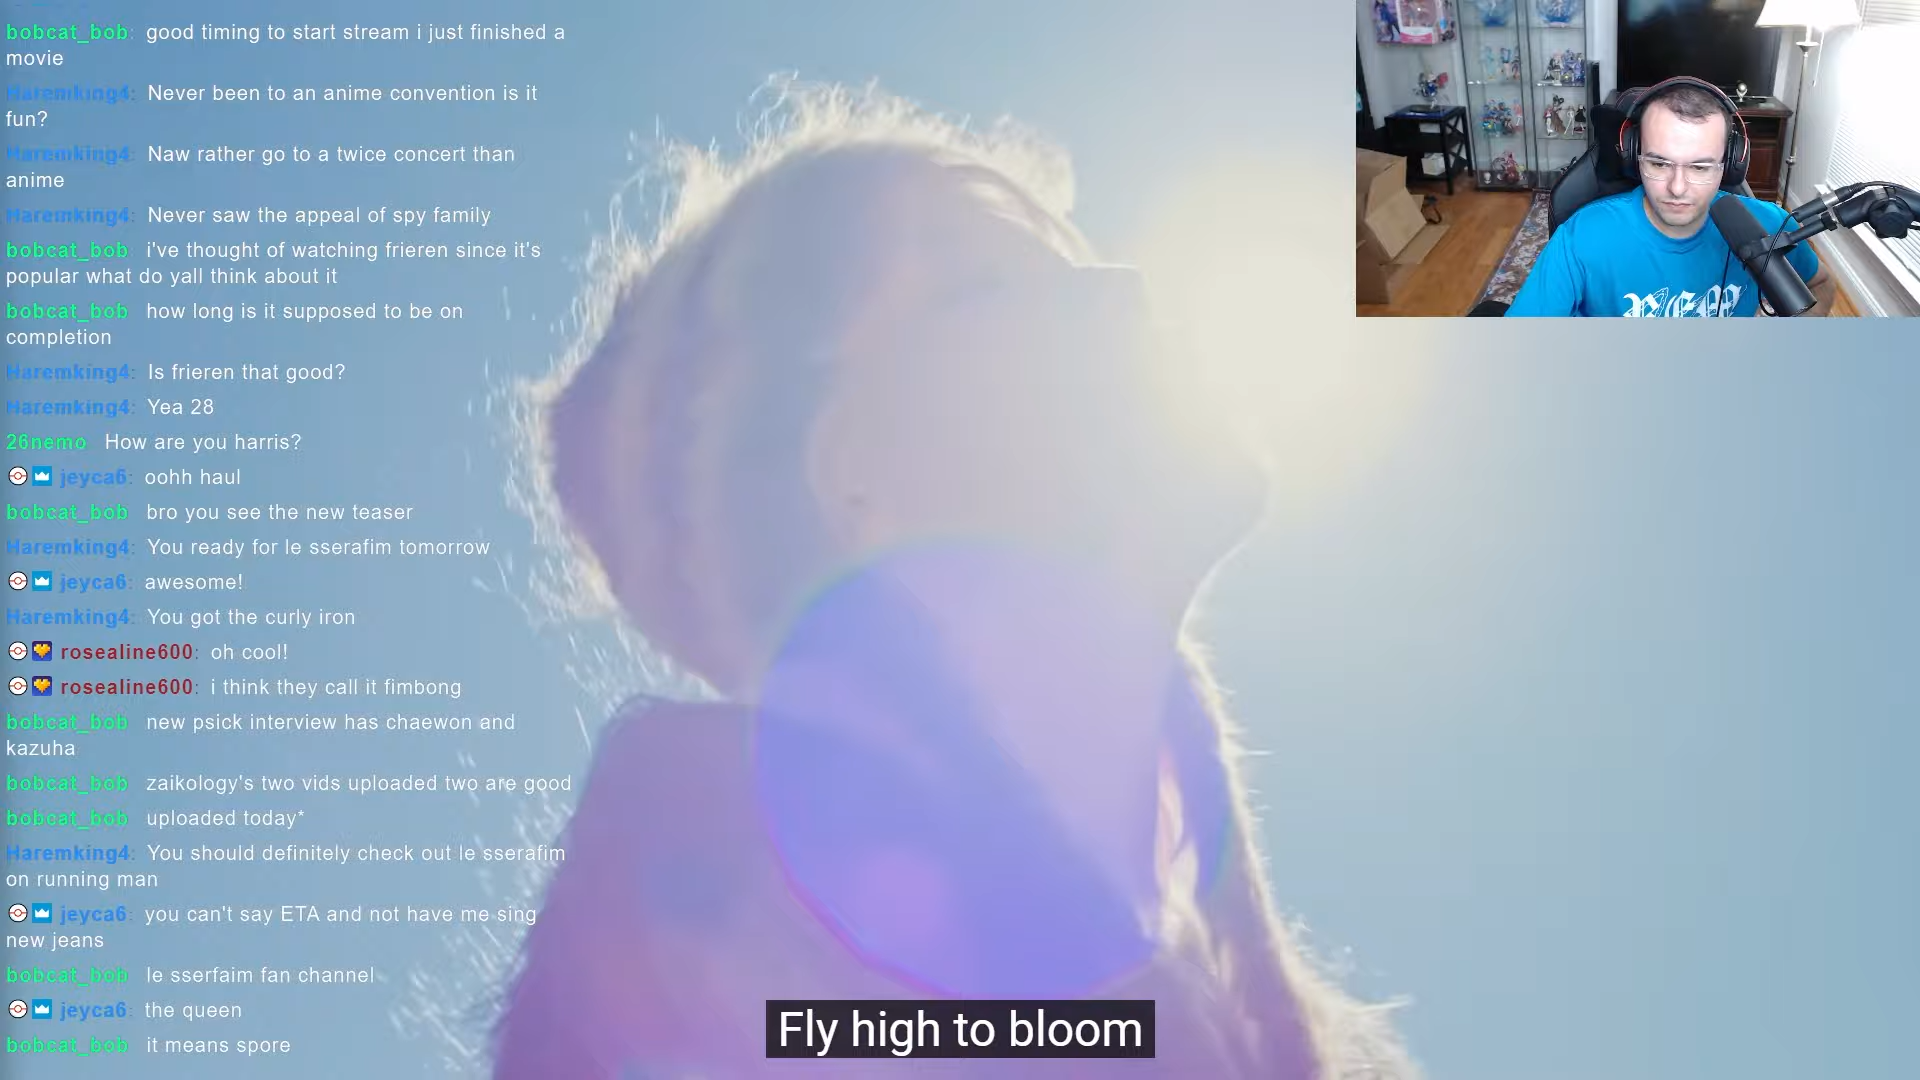 bobcat_bob: good timing to start stream i just finished a
movie
Haremking4: Never been to an anime convention is it
fun?
Haremking4: Naw rather go to a twice concert than
anime
Haremking4: Never saw the appeal of spy family
bobcat_bob: i've thought of watching frieren since it's
popular what do yall think about it
bobcat_bob: how long is it supposed to be on
completion
Haremking4: Is frieren that good?
Haremking4: Yea 28
26nemo: How are you harris?
jeyca6: oohh haul
bobcat_bob: bro you see the new teaser
Haremking4: You ready for le sserafim tomorrow
jeyca6: awesome!
Haremking4: You got the curly iron
rosealine600: oh cool!
rosealine600: i think they call it fimbong
bobcat_bob: new psick interview has chaewon and
kazuha
bobcat_bob: zaikology's two vids uploaded two are good
bobcat_bob: uploaded today*
Haremking4: You should definitely check out le sserafim
on running man
jeyca6: you can't say ETA and not have me sing
new jeans
bobcat_bob: le sserfaim fan channel
jeyca6: the queen
bobcat_bob: it means spore
Fly high to bloom